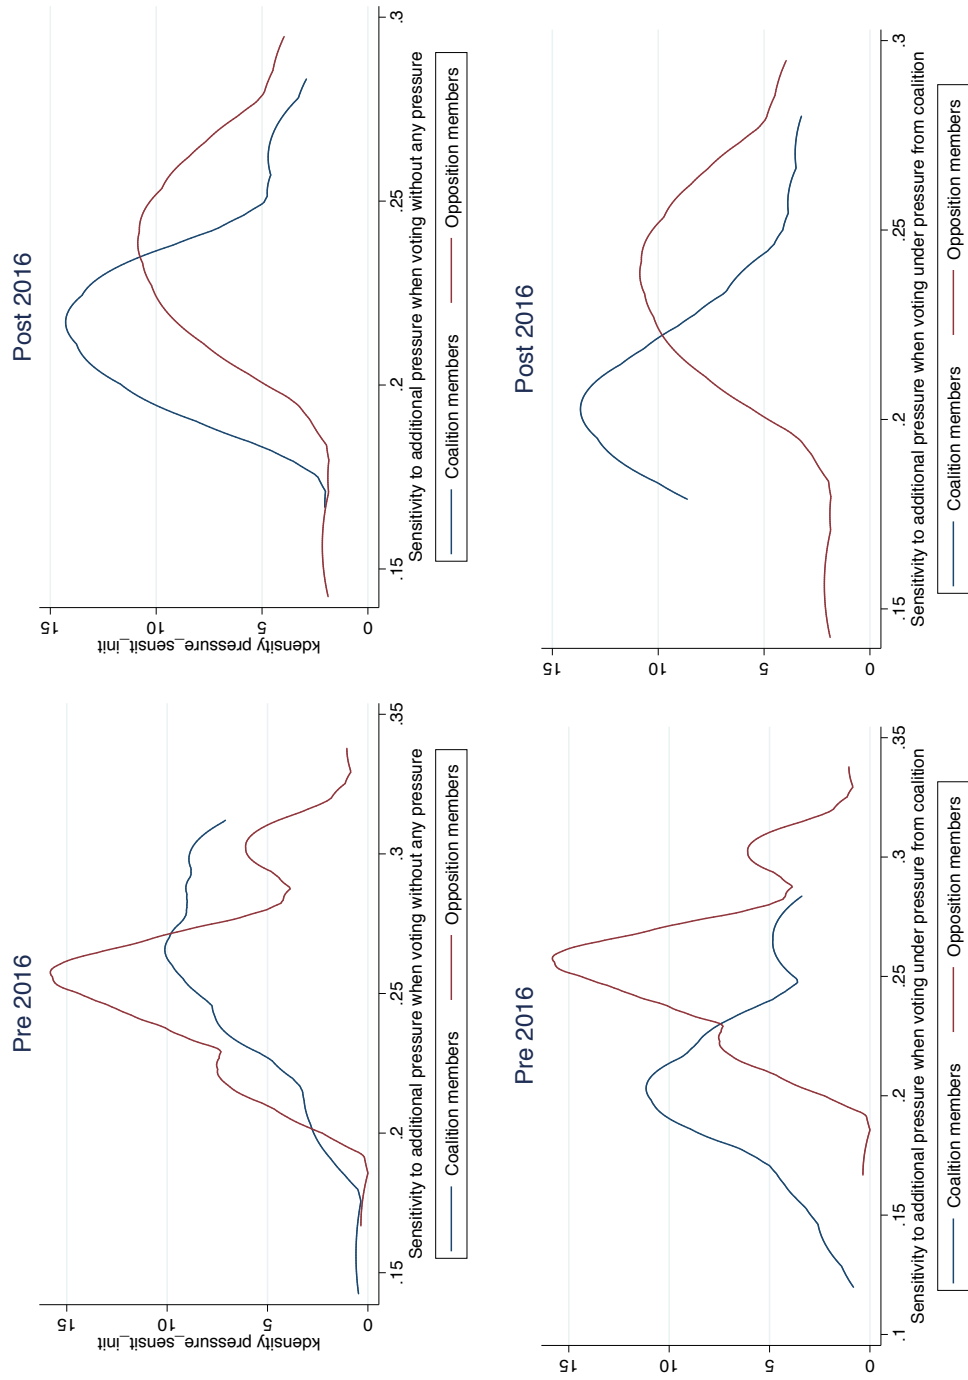 Pre 2016
kdensity pressure_sensit_init
0 5 10 15
.15 .2 .25 .3 .35
Sensitivity to additional pressure when voting without any pressure
Coalition members Opposition members
Post 2016
kdensity pressure_sensit_init
0 5 10 15
.15 .2 .25 .3
Sensitivity to additional pressure when voting without any pressure
Coalition members Opposition members
Pre 2016
0 5 10 15
.1 .15 .2 .25 .3 .35
Sensitivity to additional pressure when voting under pressure from coalition
Coalition members Opposition members
Post 2016
0 5 10 15
.15 .2 .25 .3
Sensitivity to additional pressure when voting under pressure from coalition
Coalition members Opposition members